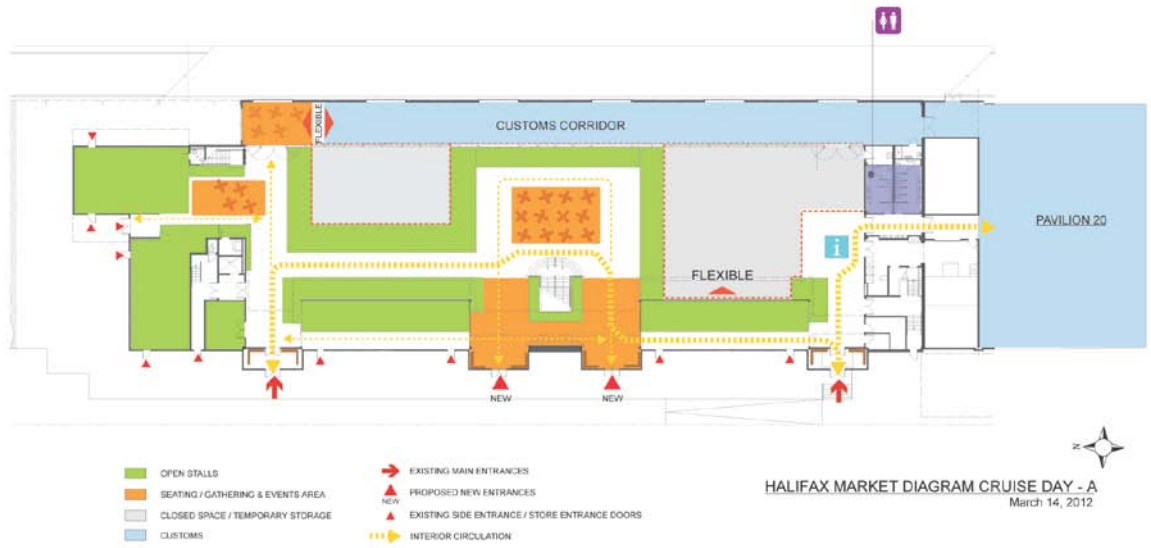 FLEXIBLE
CUSTOMS CORRIDOR
PAVILION 20
i
FLEXIBLE
NEW
NEW
N
OPEN STALLS
SEATING / GATHERING & EVENTS AREA
CLOSED SPACE / TEMPORARY STORAGE
CUSTOMS
EXISTING MAIN ENTRANCES
PROPOSED NEW ENTRANCES
NEW
EXISTING SIDE ENTRANCE / STORE ENTRANCE DOORS
INTERIOR CIRCULATION
HALIFAX MARKET DIAGRAM CRUISE DAY - A
March 14, 2012